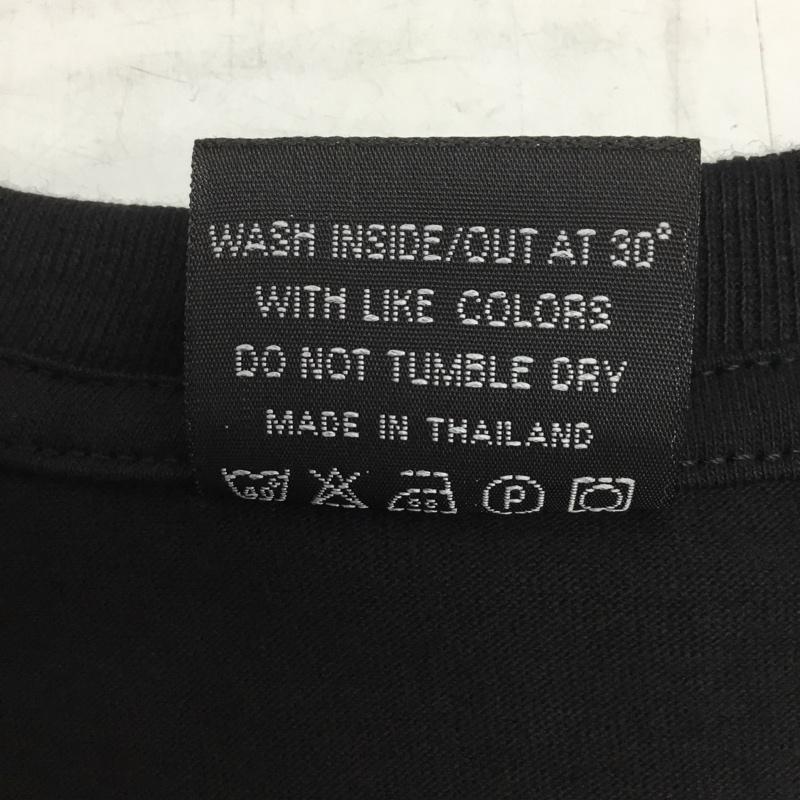 WASH INSIDE/OUT AT 30°
WITH LIKE COLORS
DO NOT TUMBLE DRY
MADE IN THAILAND
P